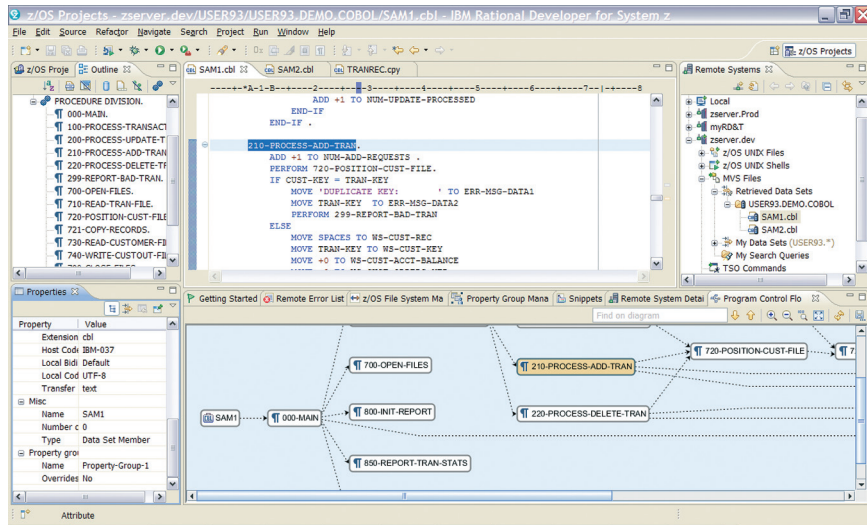 z/OS Projects - zserver.dev/USER93/USER93.DEMO.COBOL/SAM1.cbl - IBM Rational Developer for System z
File Edit Source Refactor Navigate Search Project Run Window Help
z/OS Projects
z/OS Proje Outline
PROCEDURE DIVISION.
000-MAIN.
100-PROCESS-TRANSACT
200-PROCESS-UPDATE-T
210-PROCESS-ADD-TRAN
220-PROCESS-DELETE-TF
299-REPORT-BAD-TRAN.
700-OPEN-FILES.
710-READ-TRAN-FILE.
720-POSITION-CUST-FILE
721-COPY-RECORDS.
730-READ-CUSTOMER-FI
740-WRITE-CUSTOUT-FI
SAM1.cbl SAM2.cbl TRANREC.cpy
ADD +1 TO NUM-UPDATE-PROCESSED
END-IF
END-IF .
210-PROCESS-ADD-TRAN.
ADD +1 TO NUM-ADD-REQUESTS .
PERFORM 720-POSITION-CUST-FILE.
IF CUST-KEY = TRAN-KEY
MOVE 'DUPLICATE KEY: ' TO ERR-MSG-DATA1
MOVE TRAN-KEY TO ERR-MSG-DATA2
PERFORM 299-REPORT-BAD-TRAN
ELSE
MOVE SPACES TO WS-CUST-REC
MOVE TRAN-KEY TO WS-CUST-KEY
MOVE +0 TO WS-CUST-ACCT-BALANCE
Remote Systems
Local
zserver.Prod
myRD&T
zserver.dev
z/OS UNIX Files
z/OS UNIX Shells
MVS Files
Retrieved Data Sets
USER93.DEMO.COBOL
SAM1.cbl
SAM2.cbl
My Data Sets (USER93.*)
My Search Queries
TSO Commands
Properties
Property Value
Extension cbl
Host Code IBM-037
Local Bidi Default
Local Cod UTF-8
Transfer text
Misc
Name SAM1
Number c 0
Type Data Set Member
Property grou
Name Property-Group-1
Overrides No
Getting Started Remote Error List z/OS File System Ma Property Group Mana Snippets Remote System Detai Program Control Flo
Find on diagram
SAM1
000-MAIN
700-OPEN-FILES
800-INIT-REPORT
850-REPORT-TRAN-STATS
210-PROCESS-ADD-TRAN
220-PROCESS-DELETE-TRAN
720-POSITION-CUST-FILE
7
Attribute